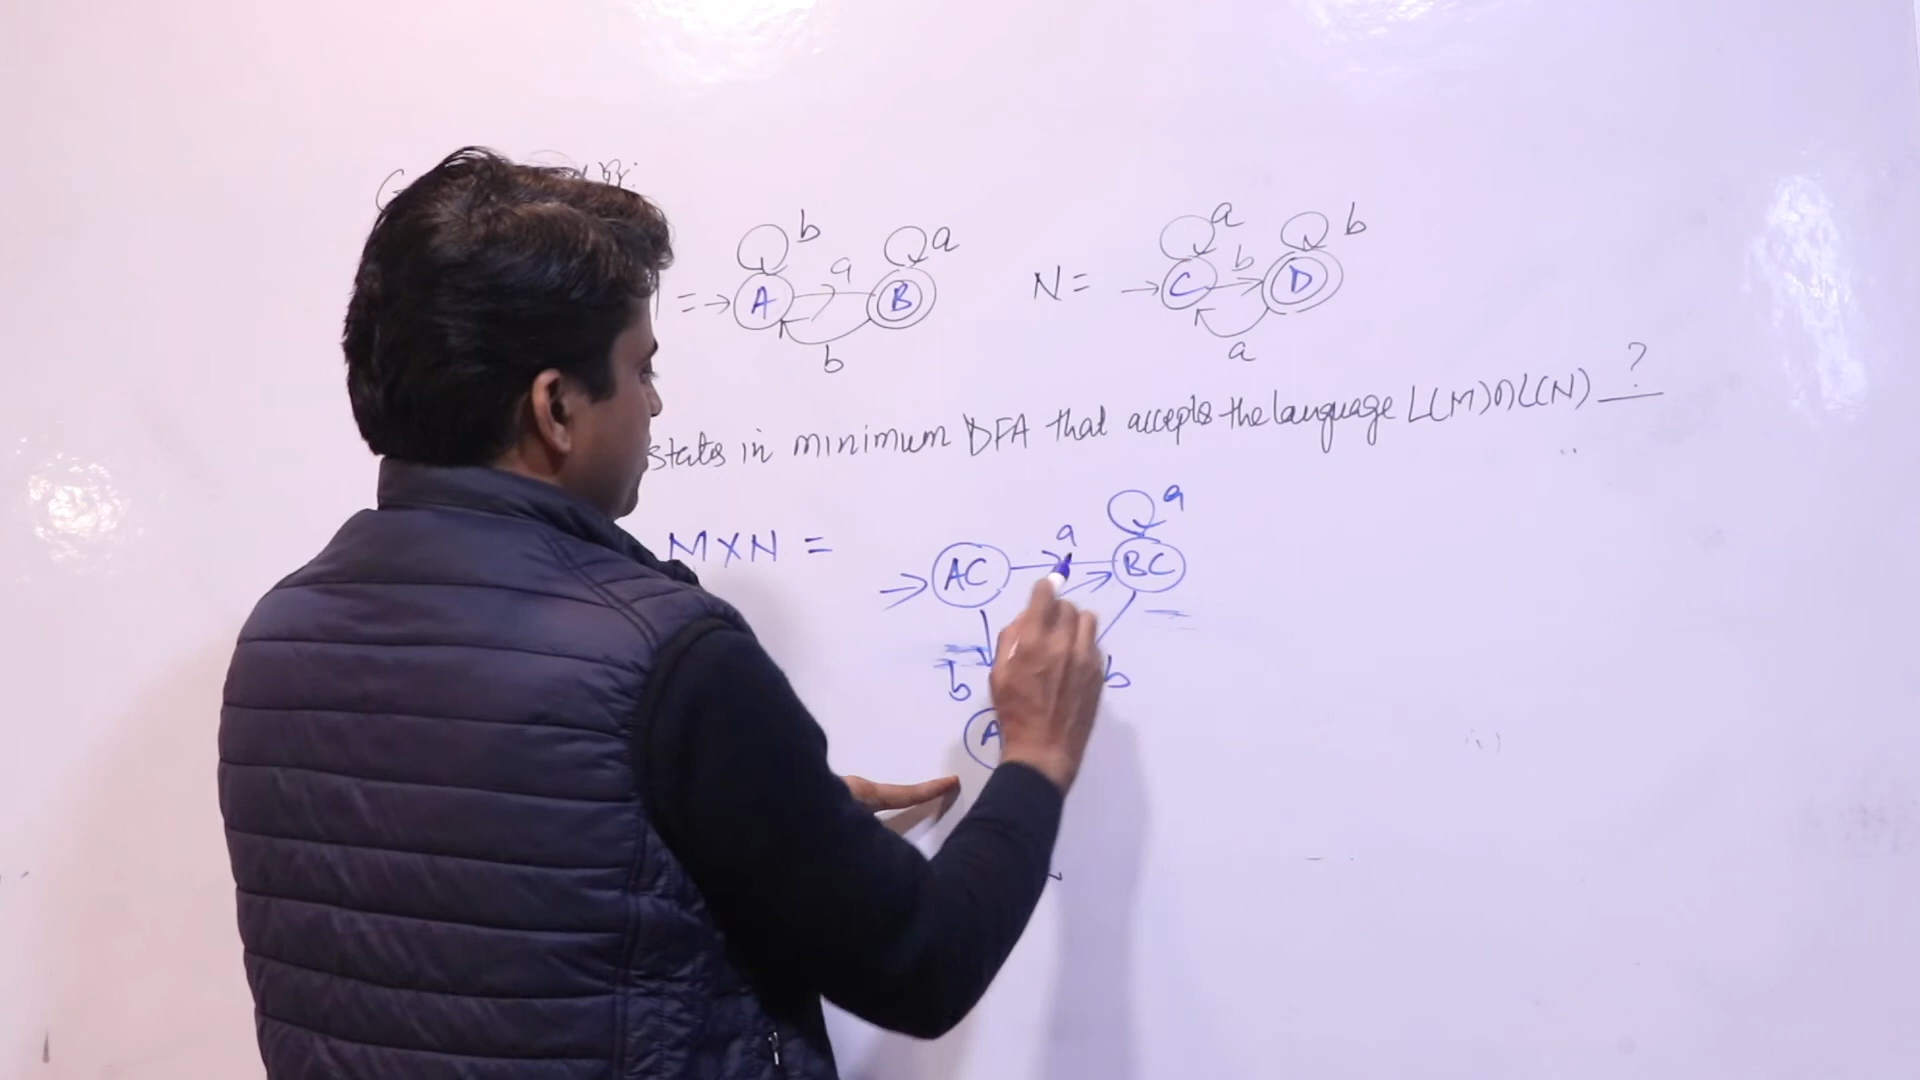 b a a b
= A a B N = C b D
b a
?
states in minimum DFA that accepts the language L(M)∩L(N)
a
M X N = AC a BC
b b
A